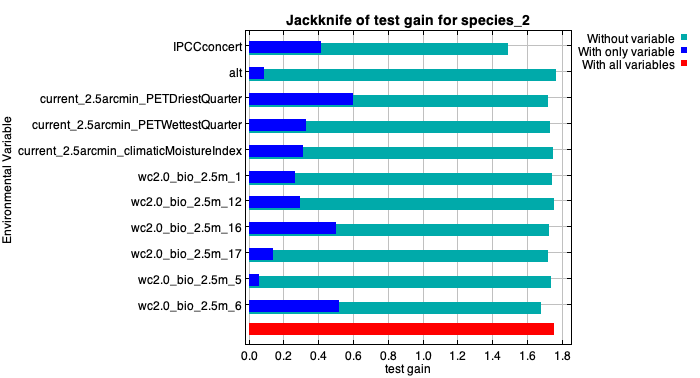 Jackknife of test gain for species_2
Without variable
With only variable
With all variables
Environmental Variable
IPCCconcert
alt
current_2.5arcmin_PETDriestQuarter
current_2.5arcmin_PETWettestQuarter
current_2.5arcmin_climaticMoistureIndex
wc2.0_bio_2.5m_1
wc2.0_bio_2.5m_12
wc2.0_bio_2.5m_16
wc2.0_bio_2.5m_17
wc2.0_bio_2.5m_5
wc2.0_bio_2.5m_6
0.0 0.2 0.4 0.6 0.8 1.0 1.2 1.4 1.6 1.8
test gain